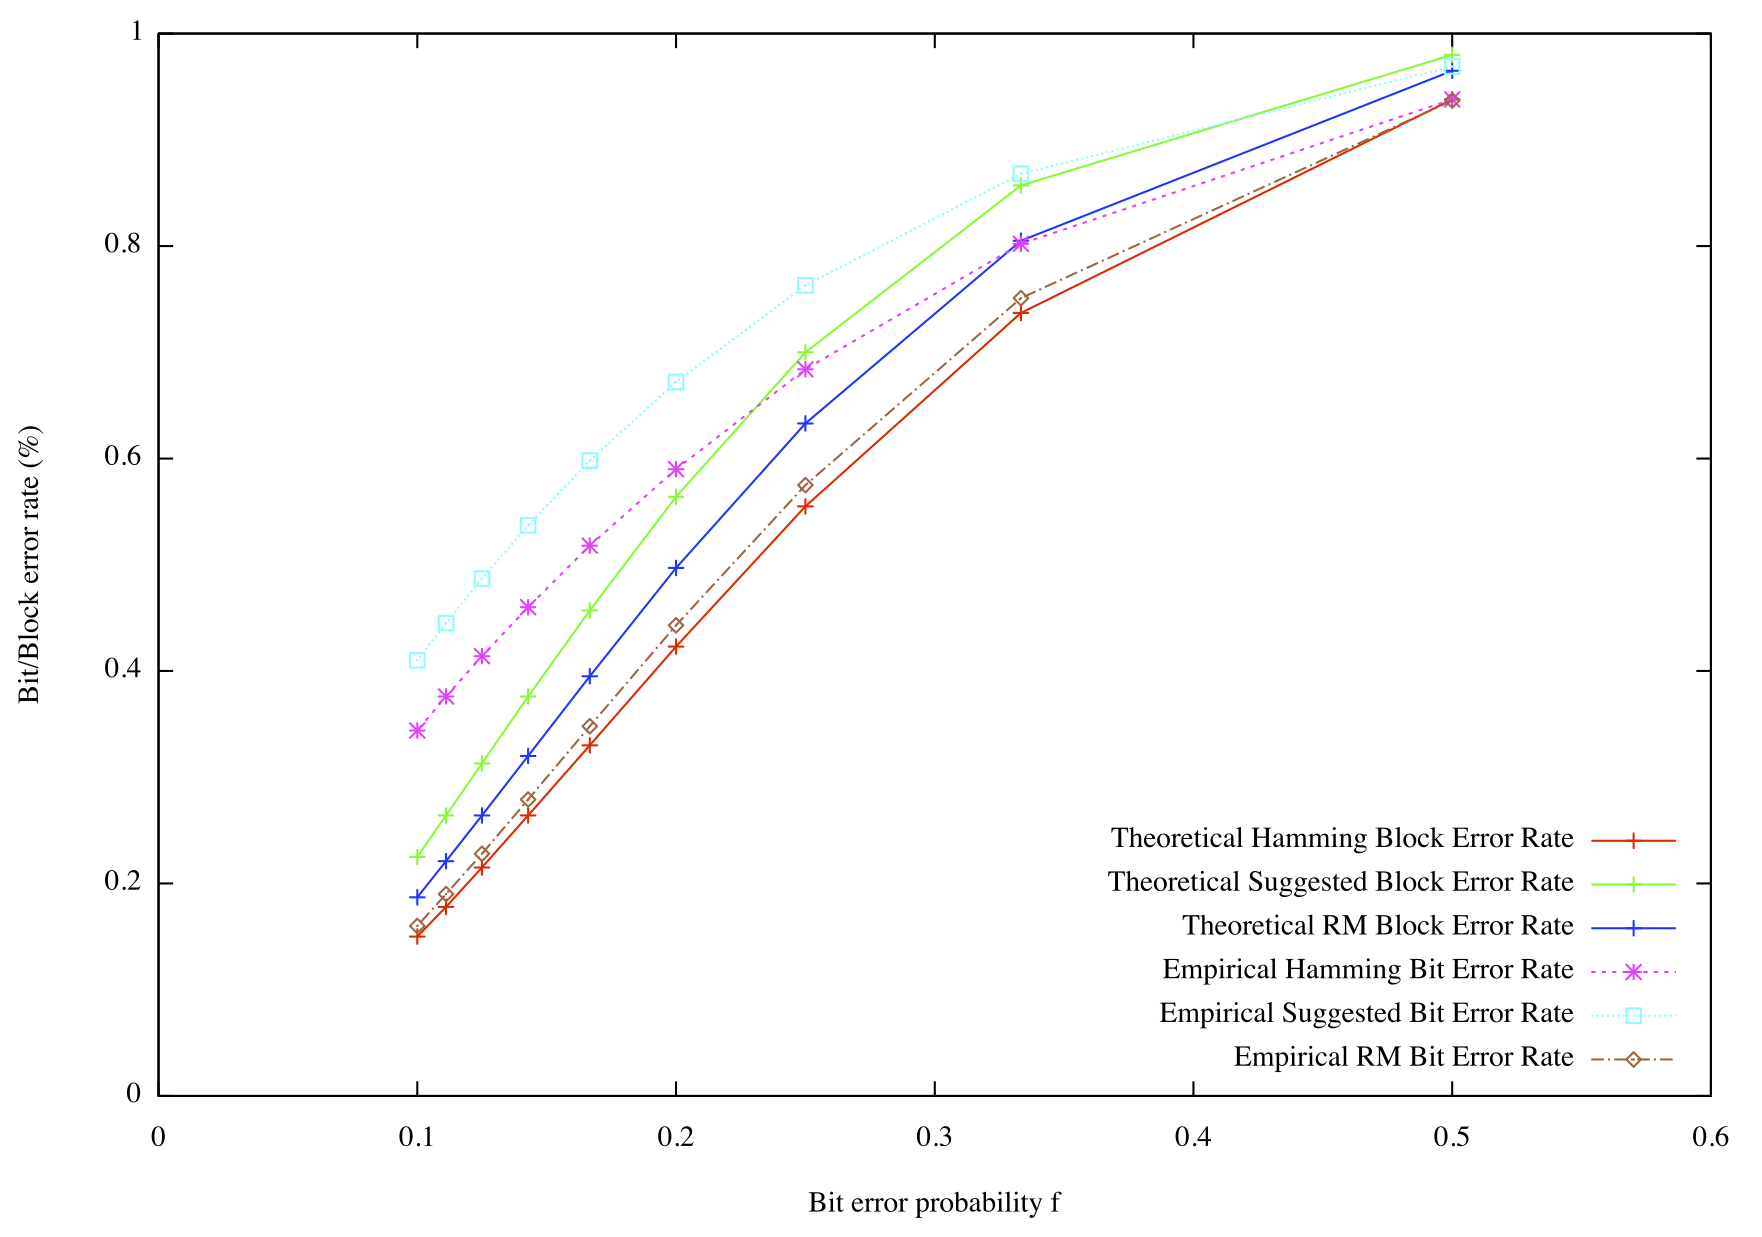 1
0.8
0.6
0.4
0.2
0
Bit/Block error rate (%)
Theoretical Hamming Block Error Rate
Theoretical Suggested Block Error Rate
Theoretical RM Block Error Rate
Empirical Hamming Bit Error Rate
Empirical Suggested Bit Error Rate
Empirical RM Bit Error Rate
0 0.1 0.2 0.3 0.4 0.5 0.6
Bit error probability f